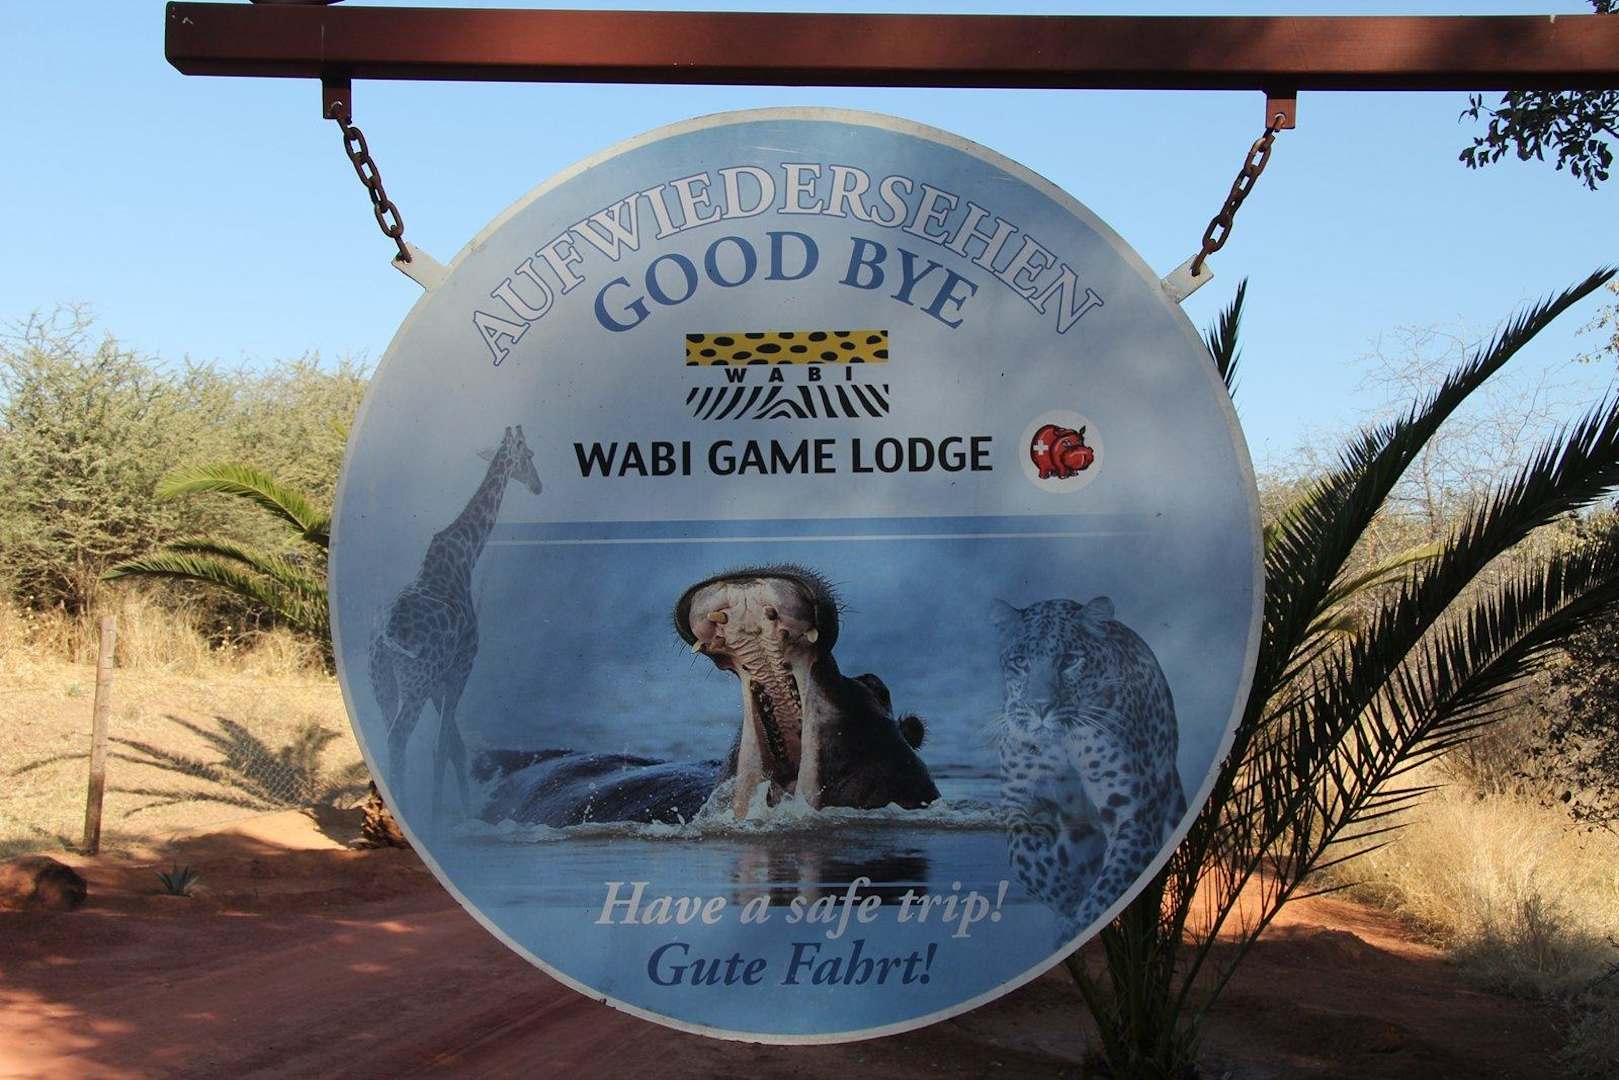 AUFWIEDERSEHEN
GOOD BYE
WABI
WABI GAME LODGE
Have a safe trip!
Gute Fahrt!